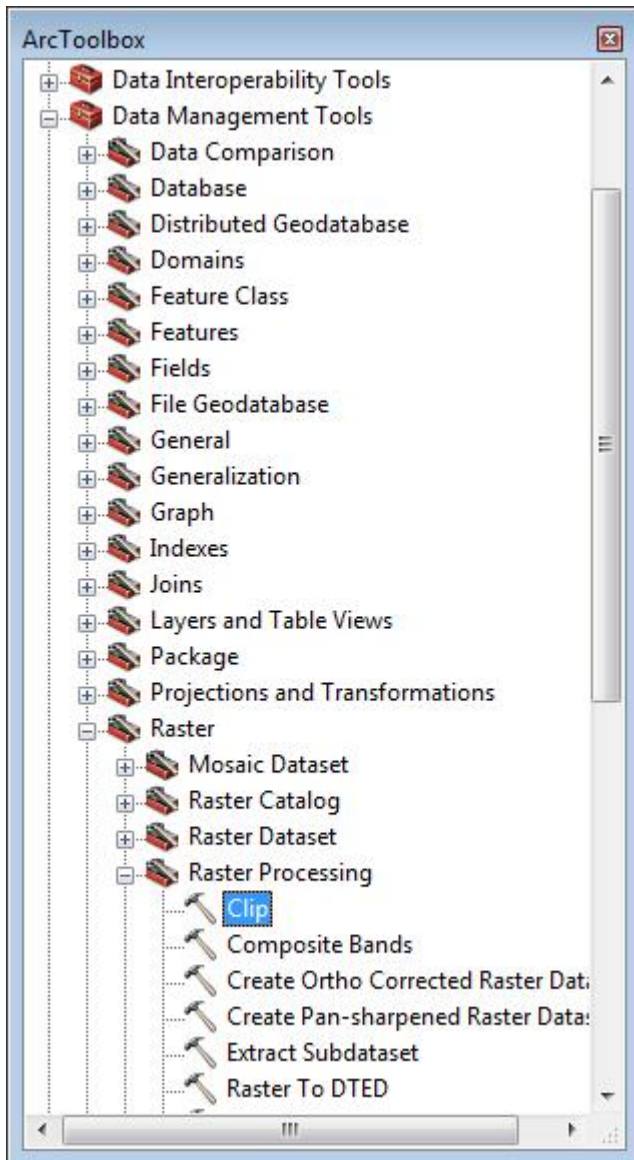 ArcToolbox
Data Interoperability Tools
Data Management Tools
Data Comparison
Database
Distributed Geodatabase
Domains
Feature Class
Features
Fields
File Geodatabase
General
Generalization
Graph
Indexes
Joins
Layers and Table Views
Package
Projections and Transformations
Raster
Mosaic Dataset
Raster Catalog
Raster Dataset
Raster Processing
Clip
Composite Bands
Create Ortho Corrected Raster Data
Create Pan-sharpened Raster Datas
Extract Subdataset
Raster To DTED